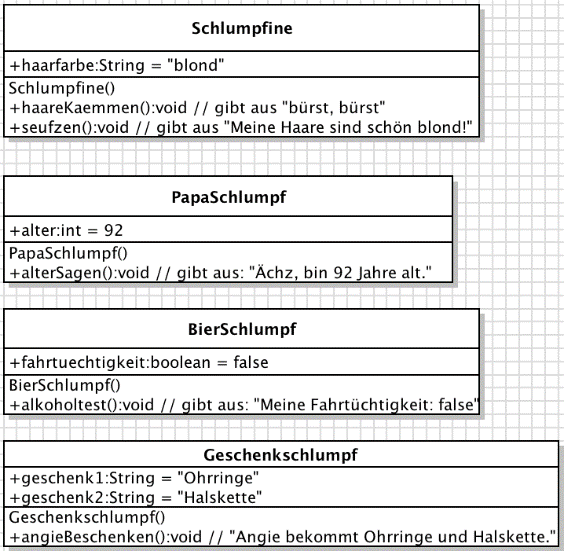 Schlumpfine
+haarfarbe:String = "blond"
Schlumpfine()
+haareKaemmen():void // gibt aus "bürst, bürst"
+seufzen():void // gibt aus "Meine Haare sind schön blond!"
PapaSchlumpf
+alter:int = 92
PapaSchlumpf()
+alterSagen():void // gibt aus: "Ächz, bin 92 Jahre alt."
BierSchlumpf
+fahrtuechtigkeit:boolean = false
BierSchlumpf()
+alkoholtest():void // gibt aus: "Meine Fahrtüchtigkeit: false"
Geschenkschlumpf
+geschenk1:String = "Ohrringe"
+geschenk2:String = "Halskette"
Geschenkschlumpf()
+angieBeschenken():void // "Angie bekommt Ohrringe und Halskette."